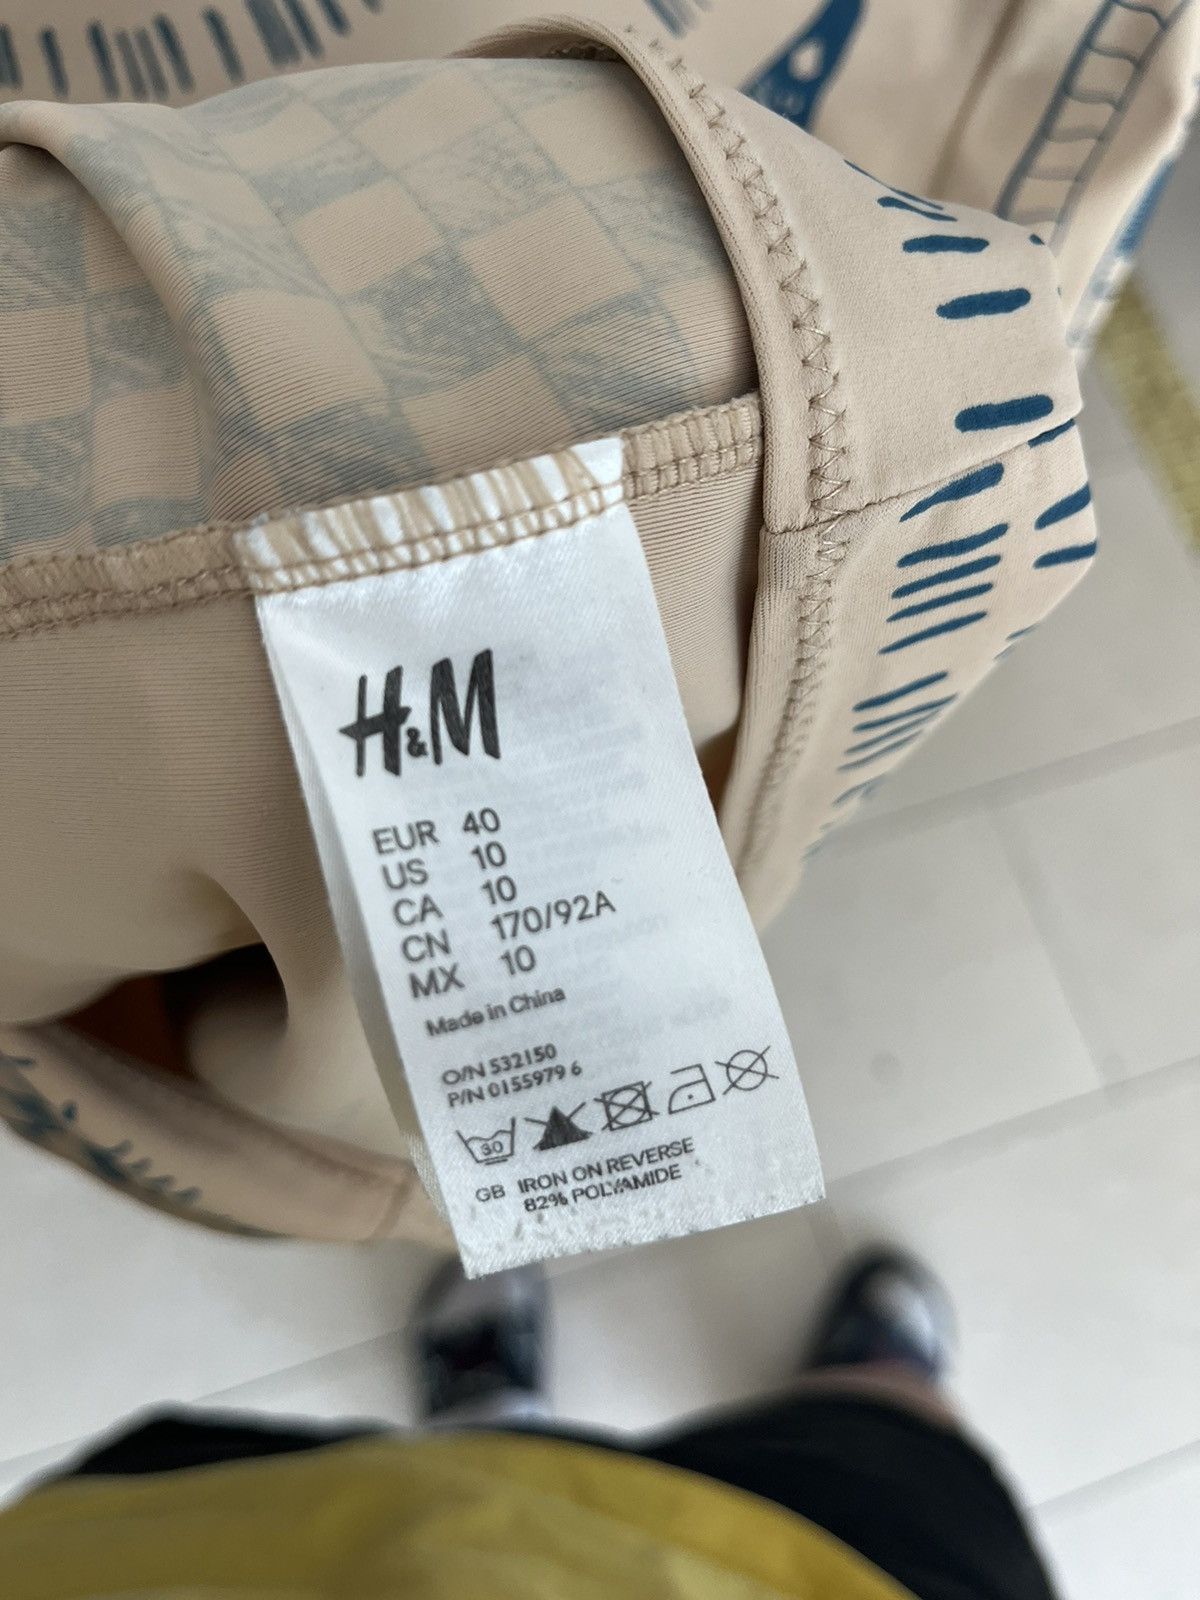 H&M
EUR 40
US 10
CA 10
CN 170/92A
MX 10
Made in China
O/N 532150
P/N 0155979 6
30
GB IRON ON REVERSE
82% POLYAMIDE